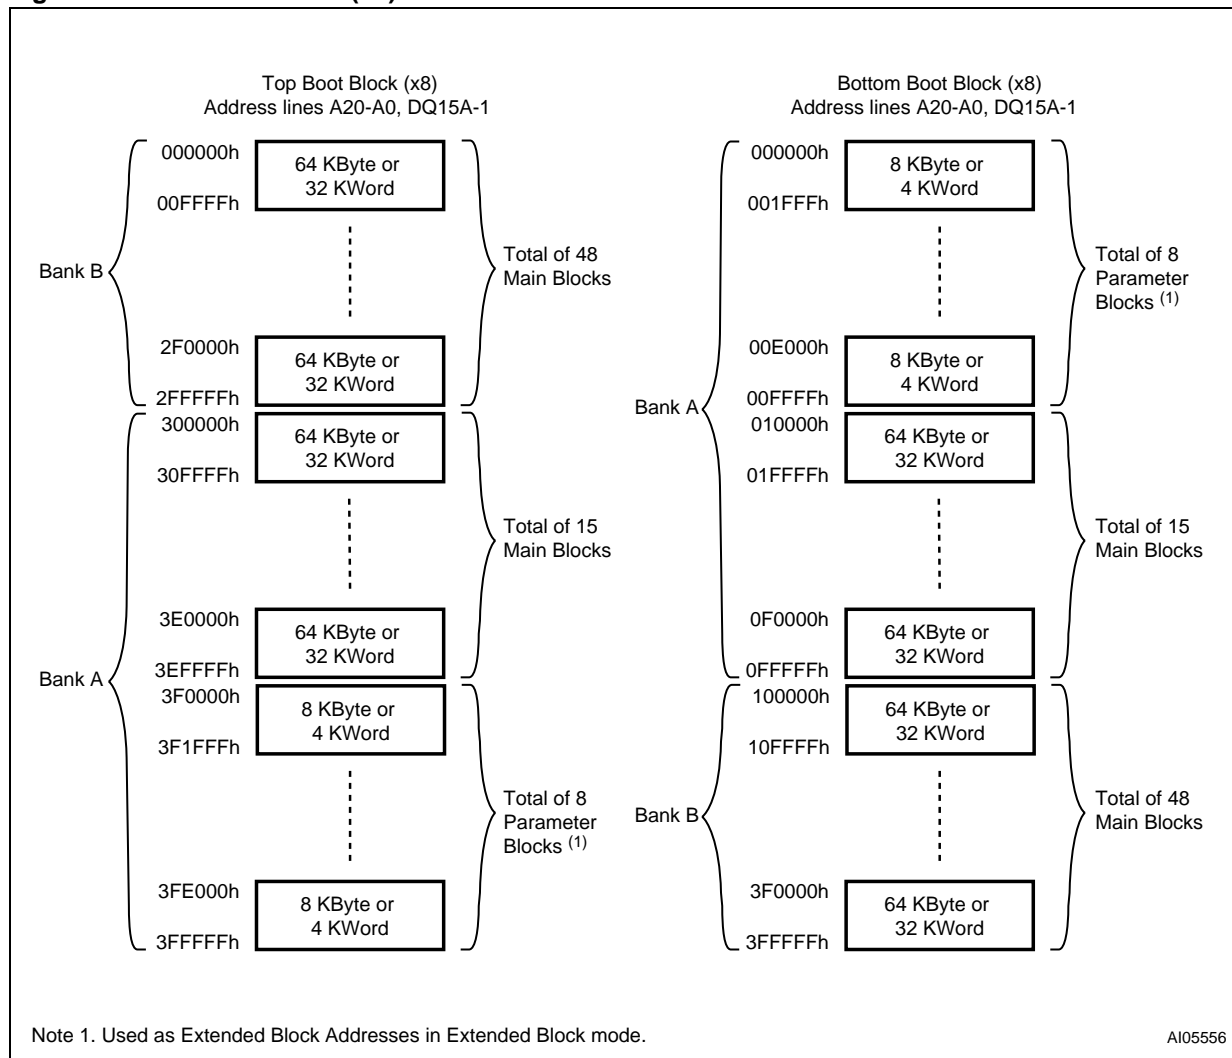 Top Boot Block (x8)
Address lines A20-A0, DQ15A-1
000000h
64 KByte or
32 KWord
00FFFFh
Bank B
Total of 48
Main Blocks
2F0000h
64 KByte or
32 KWord
2FFFFFh
300000h
64 KByte or
32 KWord
30FFFFh
Total of 15
Main Blocks
3E0000h
64 KByte or
32 KWord
3EFFFFh
Bank A
3F0000h
8 KByte or
4 KWord
3F1FFFh
Total of 8
Parameter
Blocks (1)
3FE000h
8 KByte or
4 KWord
3FFFFFh
Bottom Boot Block (x8)
Address lines A20-A0, DQ15A-1
000000h
8 KByte or
4 KWord
001FFFh
Total of 8
Parameter
Blocks (1)
00E000h
8 KByte or
4 KWord
00FFFFh
Bank A
010000h
64 KByte or
32 KWord
01FFFFh
Total of 15
Main Blocks
0F0000h
64 KByte or
32 KWord
0FFFFFh
100000h
64 KByte or
32 KWord
10FFFFh
Bank B
Total of 48
Main Blocks
3F0000h
64 KByte or
32 KWord
3FFFFFh
Note 1. Used as Extended Block Addresses in Extended Block mode.
AI05556